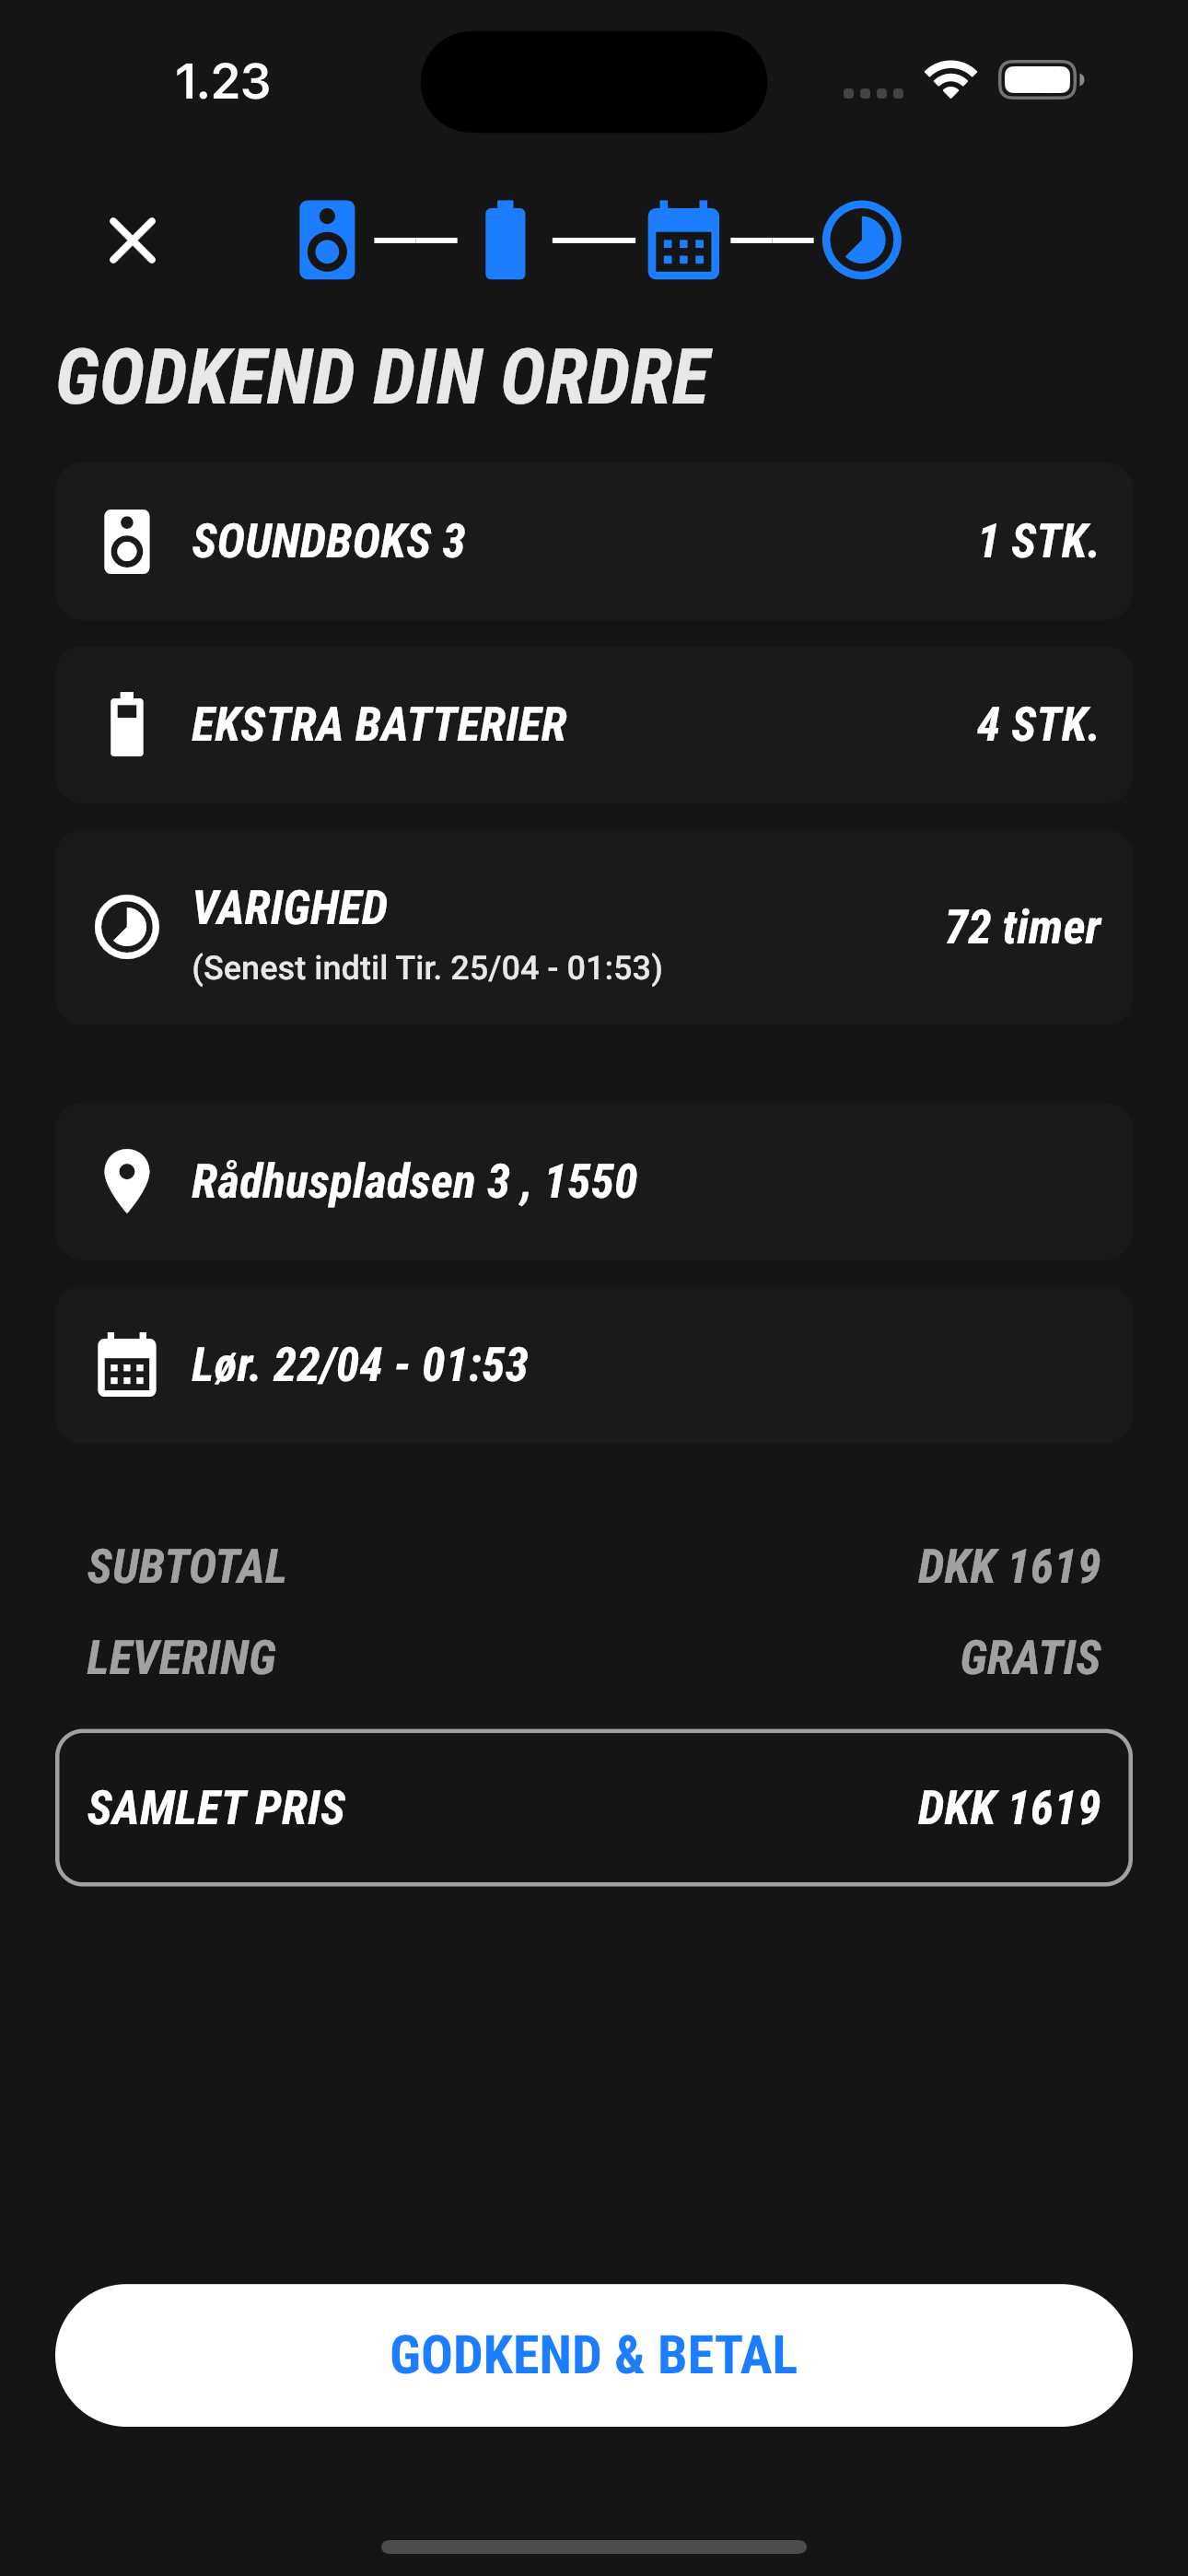 1.23
GODKEND DIN ORDRE
SOUNDBOKS 3 1 STK.
EKSTRA BATTERIER 4 STK.
VARIGHED 72 timer
(Senest indtil Tir. 25/04 - 01:53)
Rådhuspladsen 3 , 1550
Lør. 22/04 - 01:53
SUBTOTAL DKK 1619
LEVERING GRATIS
SAMLET PRIS DKK 1619
GODKEND & BETAL